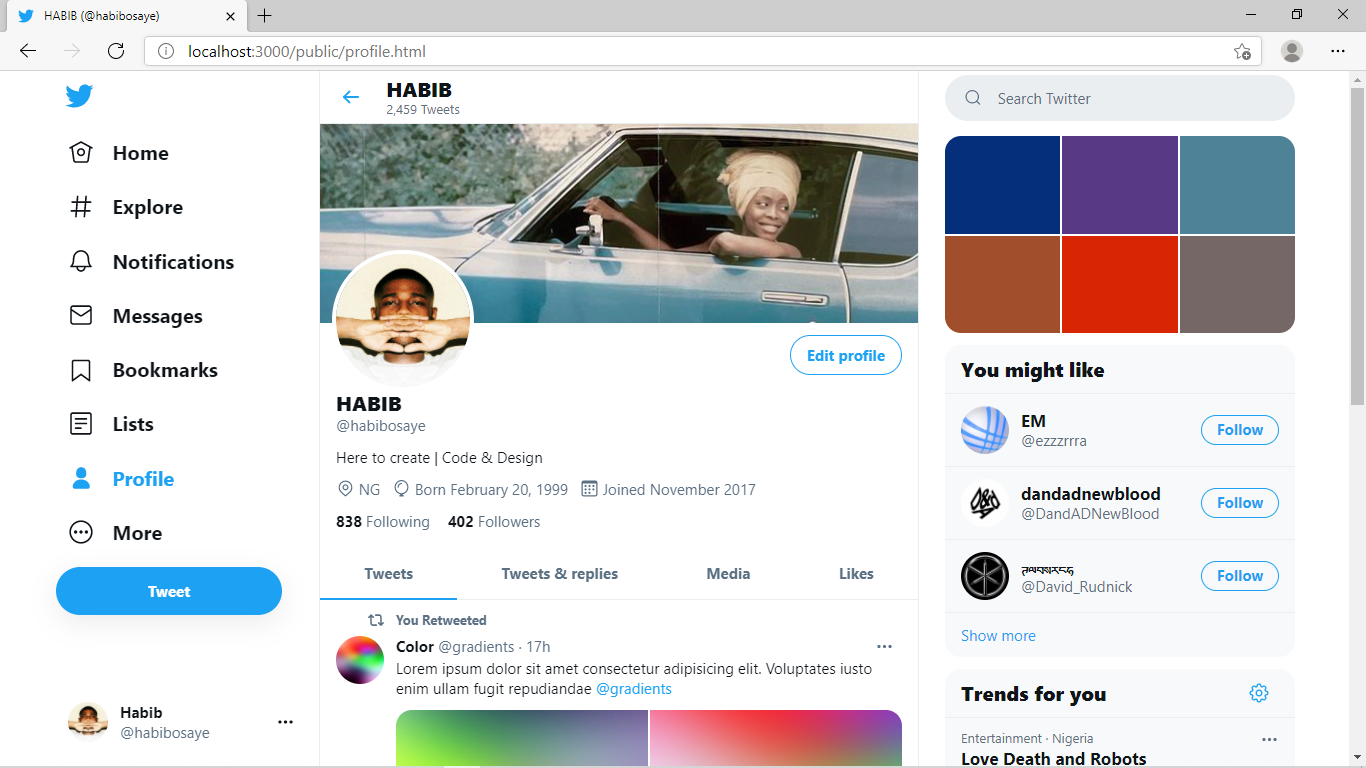 HABIB (@habibosaye)
localhost:3000/public/profile.html
Home
Explore
Notifications
Messages
Bookmarks
Lists
Profile
More
Tweet
Habib
@habibosaye
HABIB
2,459 Tweets
Edit profile
HABIB
@habibosaye
Here to create | Code & Design
NG Born February 20, 1999 Joined November 2017
838 Following 402 Followers
Tweets Tweets & replies Media Likes
You Retweeted
Color @gradients · 17h
Lorem ipsum dolor sit amet consectetur adipisicing elit. Voluptates iusto
enim ullam fugit repudiandae @gradients
Search Twitter
You might like
EM
@ezzzrrra
Follow
dandadnewblood
@DandADNewBlood
Follow
@David_Rudnick
Follow
Show more
Trends for you
Entertainment · Nigeria
Love Death and Robots